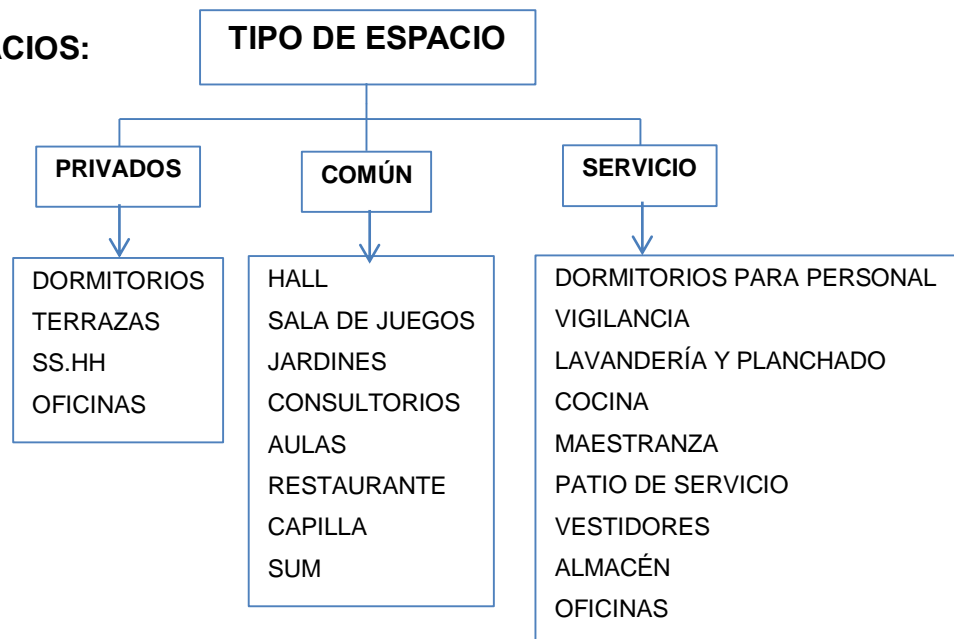 ACIOS:
TIPO DE ESPACIO
PRIVADOS
COMÚN
SERVICIO
DORMITORIOS
TERRAZAS
SS.HH
OFICINAS
HALL
SALA DE JUEGOS
JARDINES
CONSULTORIOS
AULAS
RESTAURANTE
CAPILLA
SUM
DORMITORIOS PARA PERSONAL
VIGILANCIA
LAVANDERÍA Y PLANCHADO
COCINA
MAESTRANZA
PATIO DE SERVICIO
VESTIDORES
ALMACÉN
OFICINAS